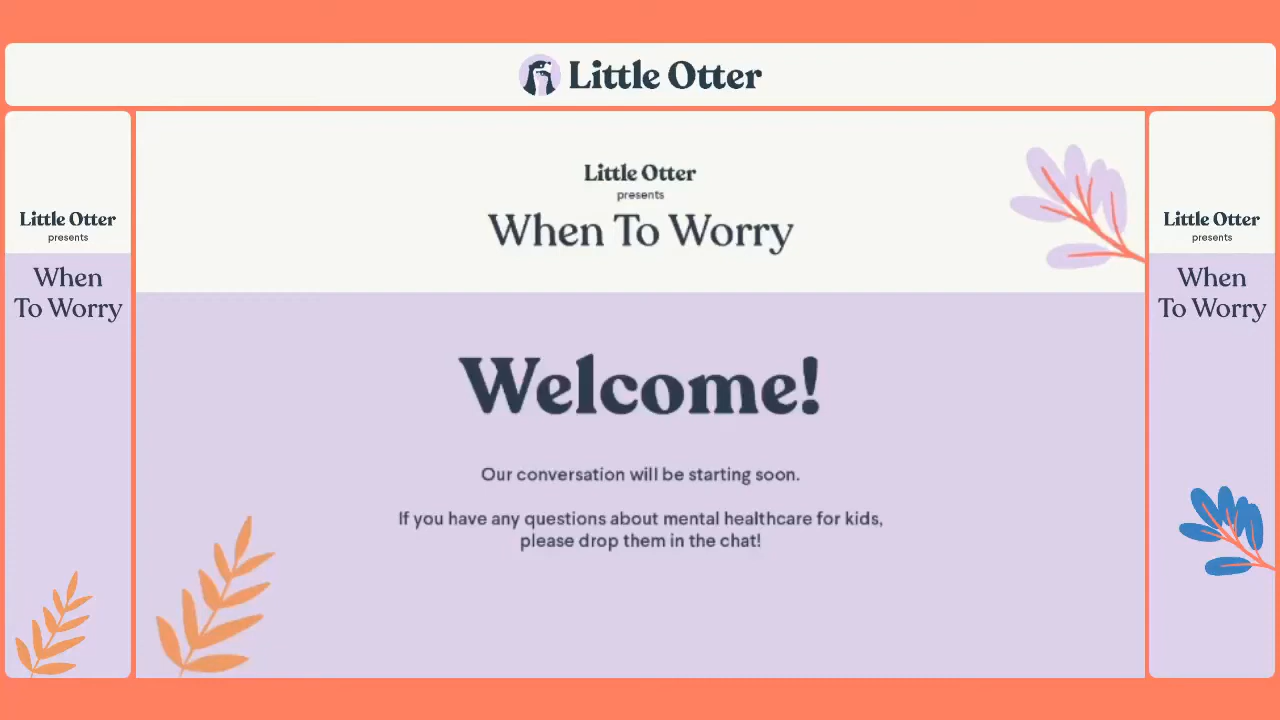 Little Otter
Little Otter
presents
When
To Worry
Little Otter
presents
When To Worry
Welcome!
Our conversation will be starting soon.
If you have any questions about mental healthcare for kids,
please drop them in the chat!
Little Otter
presents
When
To Worry